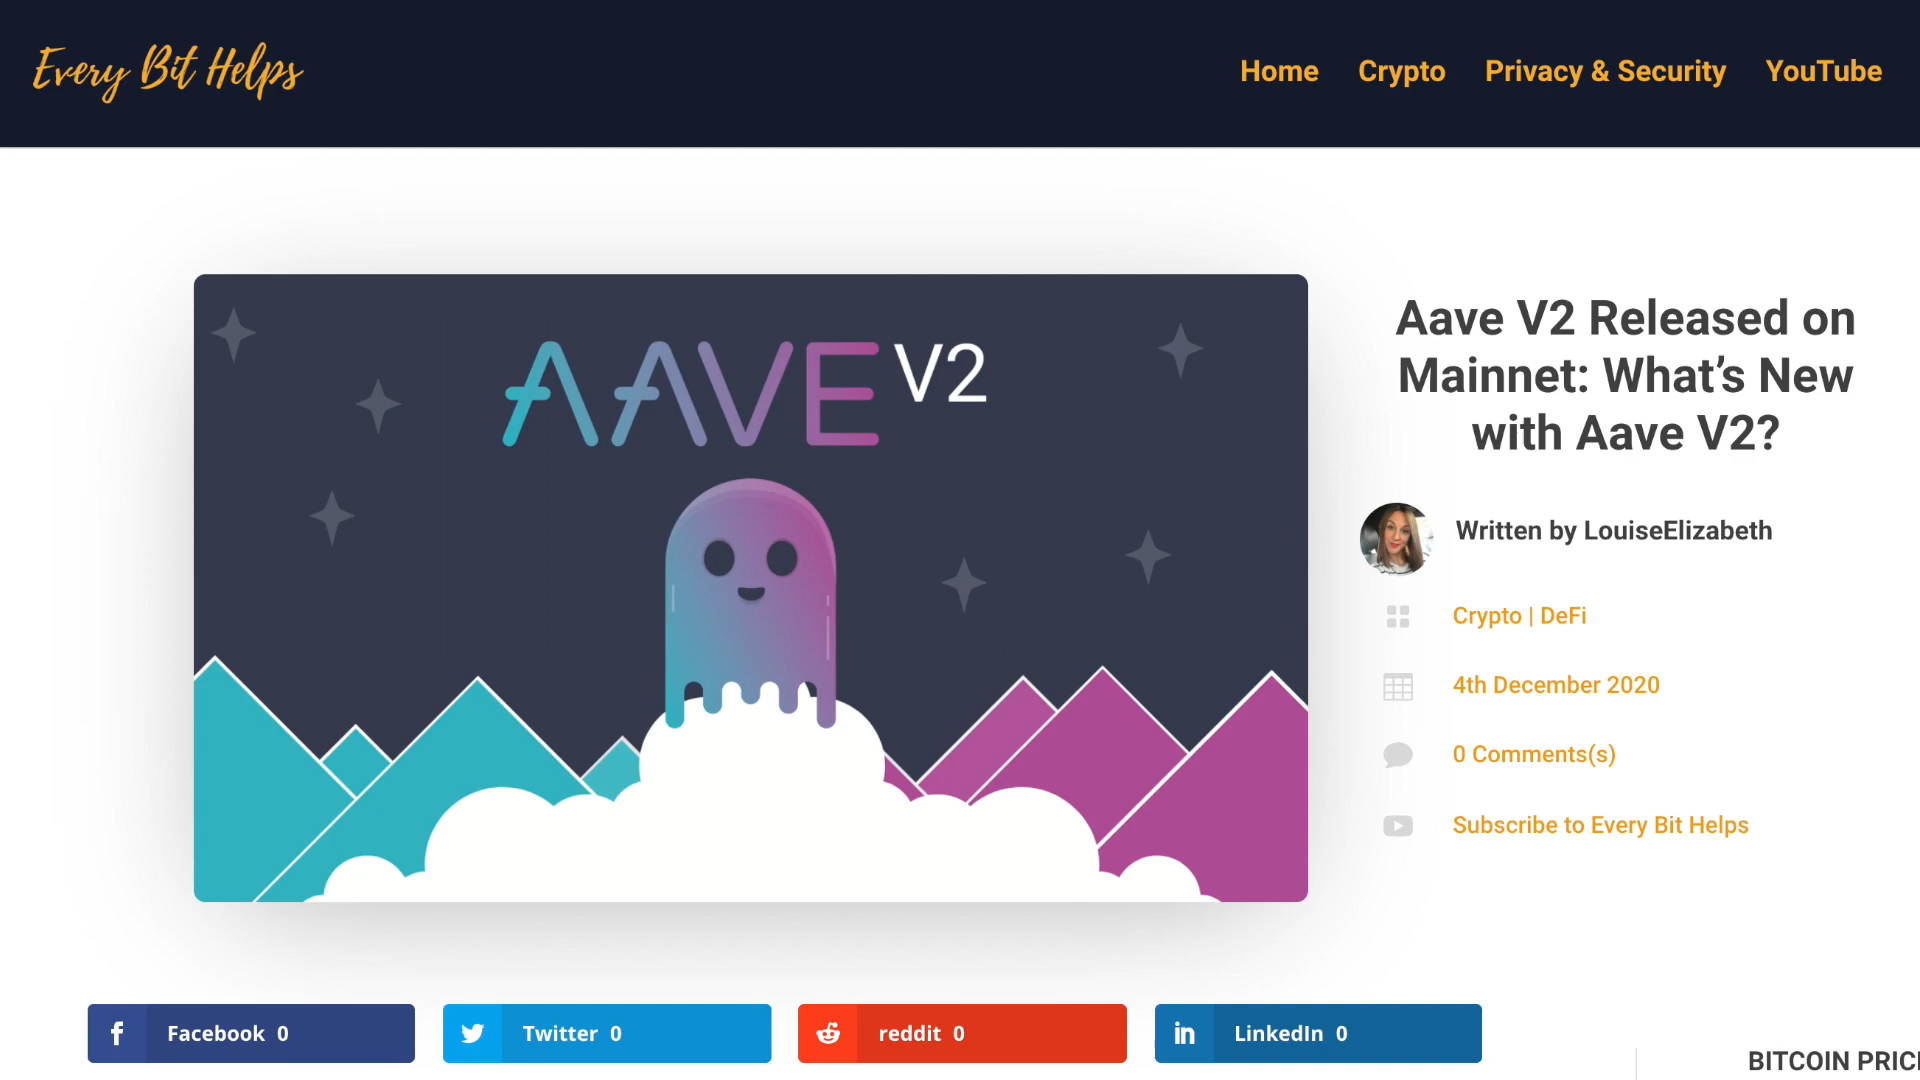 Every Bit Helps
Home Crypto Privacy & Security YouTube
AAVE V2
Aave V2 Released on
Mainnet: What’s New
with Aave V2?
Written by LouiseElizabeth
Crypto | DeFi
4th December 2020
0 Comments(s)
Subscribe to Every Bit Helps
Facebook 0
Twitter 0
reddit 0
LinkedIn 0
BITCOIN PRIC